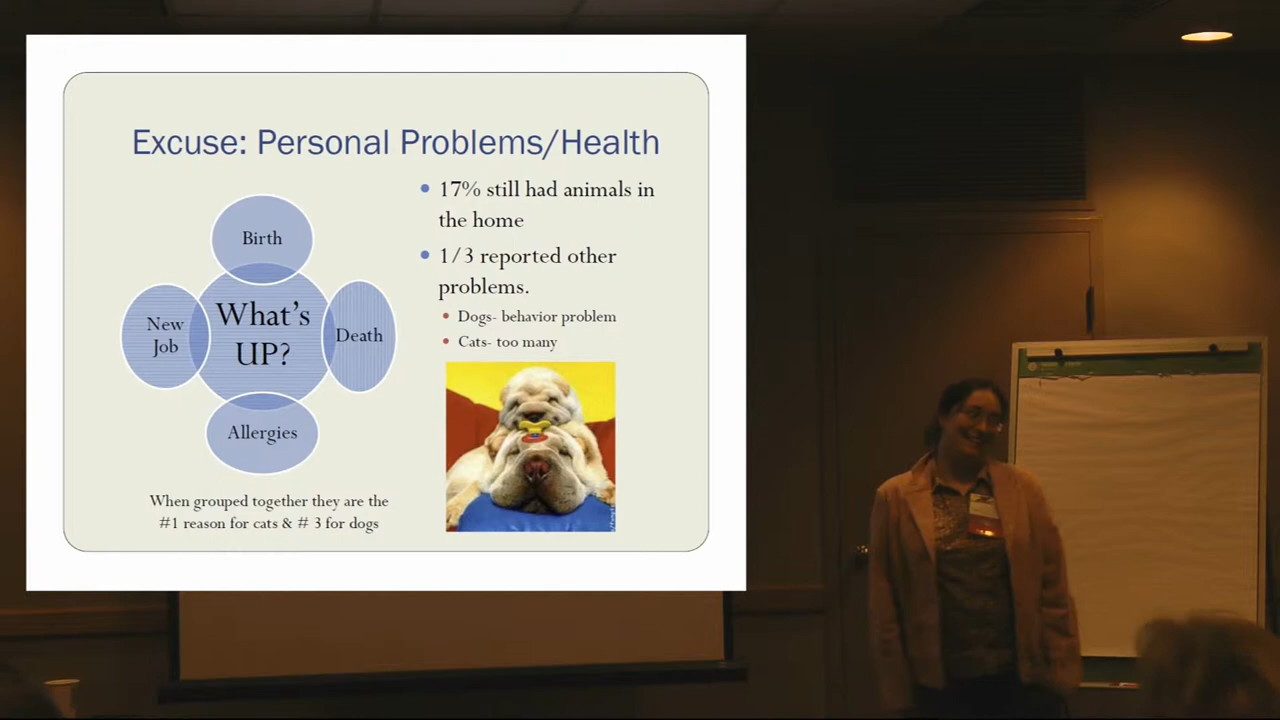 Excuse: Personal Problems/Health
Birth
New
Job
What's
UP?
Death
Allergies
When grouped together they are the
#1 reason for cats & # 3 for dogs
• 17% still had animals in
the home
• 1/3 reported other
problems.
• Dogs- behavior problem
• Cats- too many